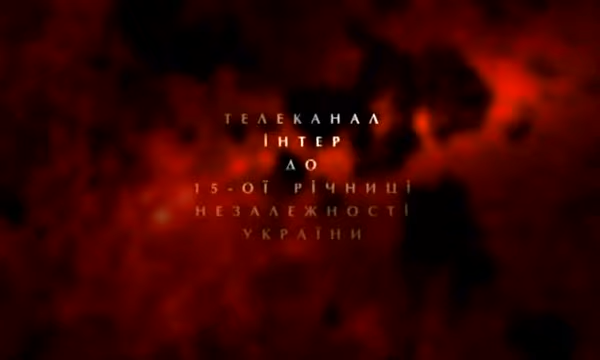 ТЕЛЕКАНАЛ
ІНТЕР
ДО
15-ОЇ РІЧНИЦІ
НЕЗАЛЕЖНОСТІ
УКРАЇНИ